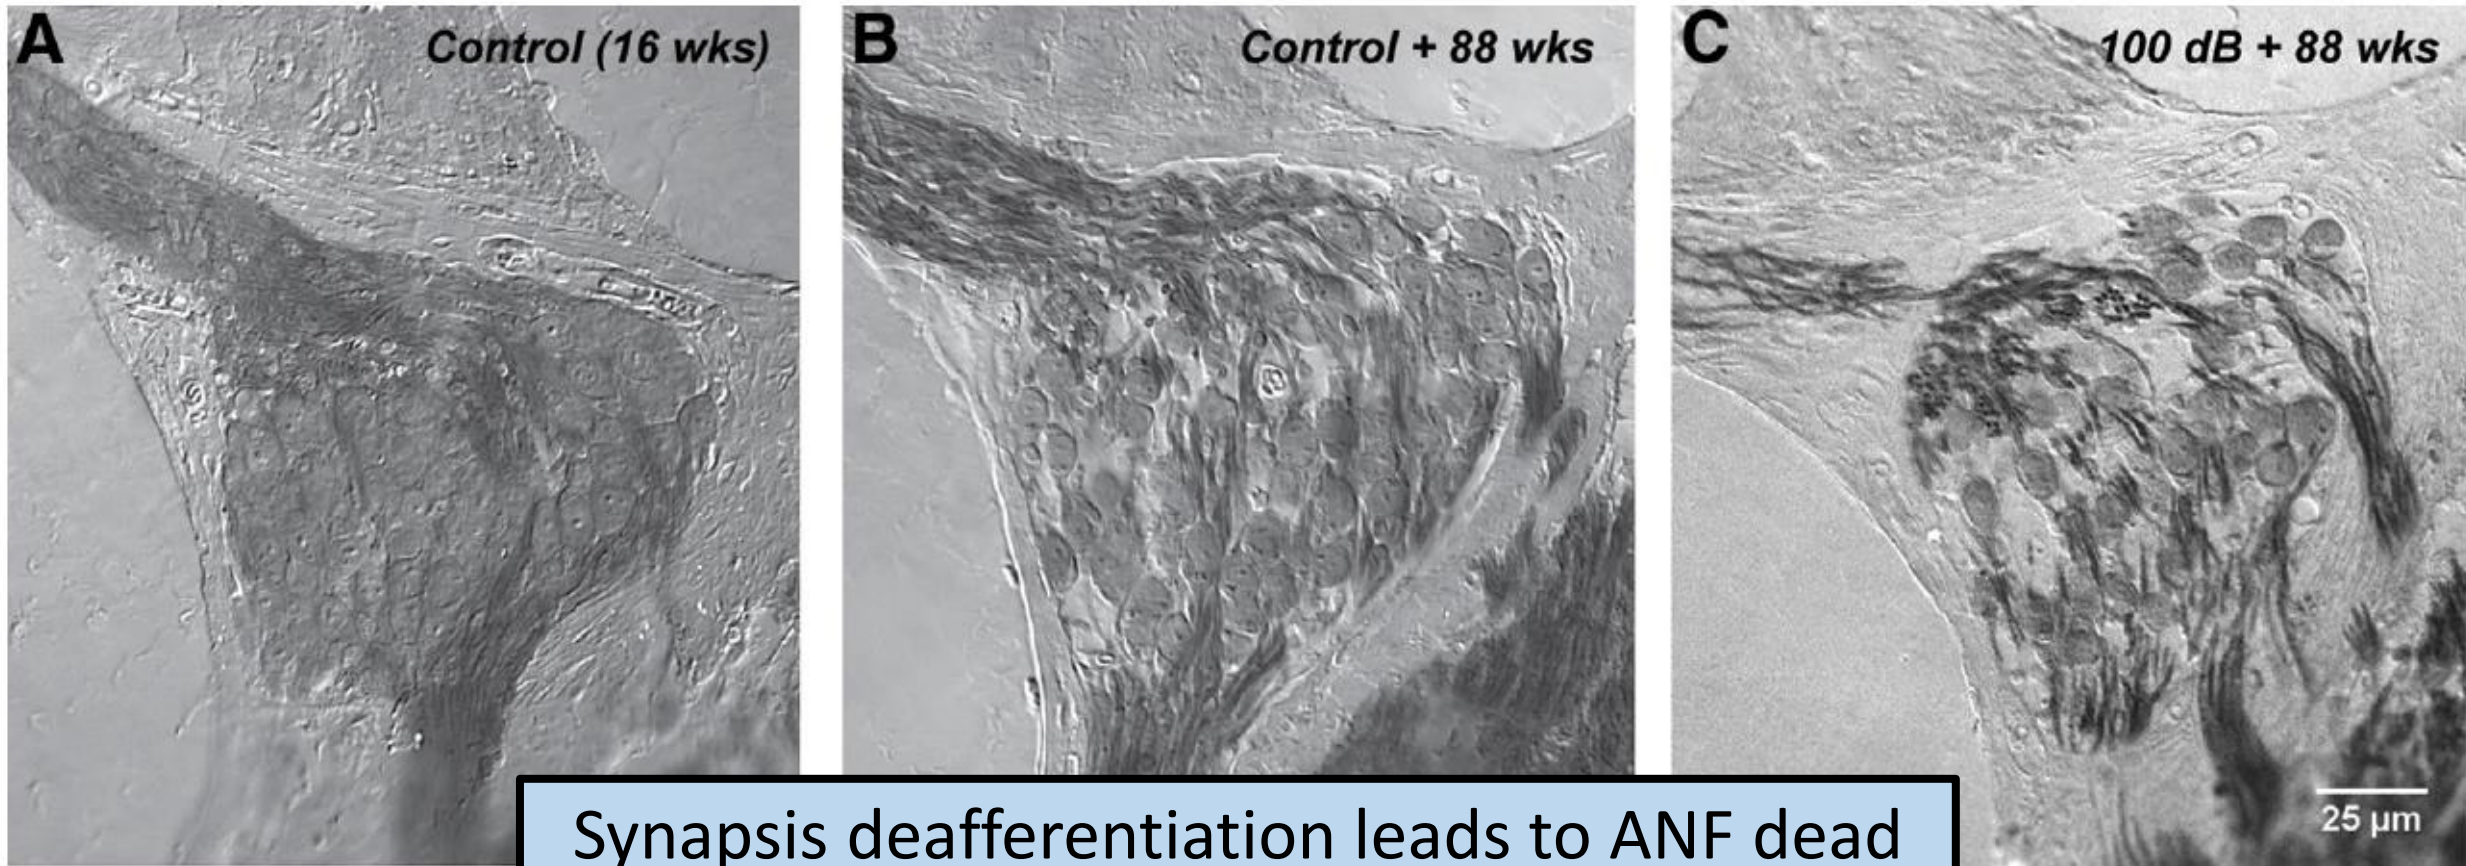 A
Control (16 wks)
B
Control + 88 wks
C
100 dB + 88 wks
25 µm
Synapsis deafferentiation leads to ANF dead